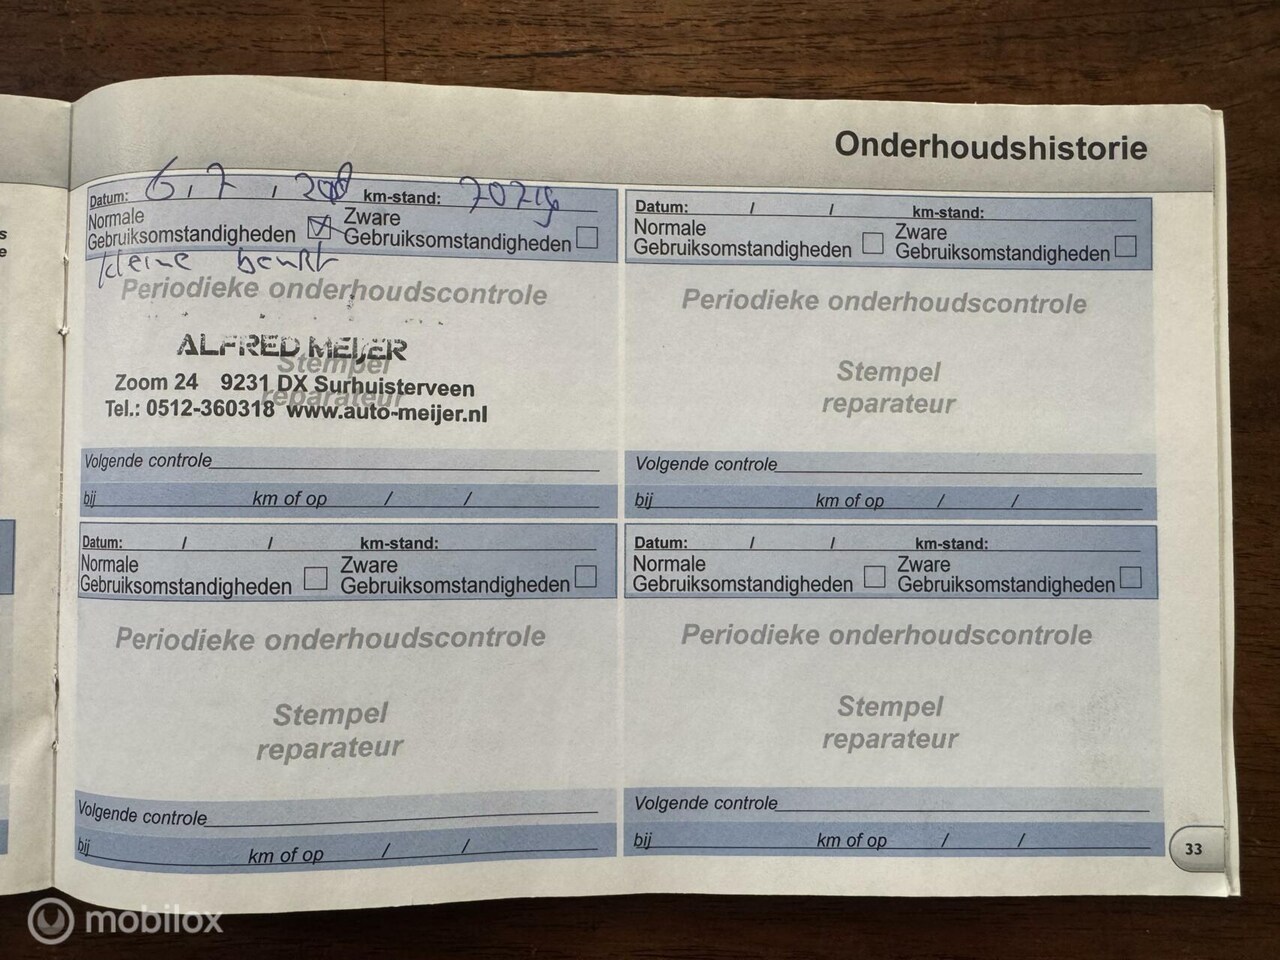 Onderhoudshistorie
Datum: 6, 7, km-stand:
Normale Gebruiksomstandigheden Zware Gebruiksomstandigheden
kleine beurt
Periodieke onderhoudscontrole
ALFRED MEIJER
Stempel
Zoom 24 9231 DX Surhuisterveen
reparateur
Tel.: 0512-360318 www.auto-meijer.nl
Volgende controle
bij km of op / /
Datum: / / km-stand:
Normale Gebruiksomstandigheden Zware Gebruiksomstandigheden
Periodieke onderhoudscontrole
Stempel
reparateur
Volgende controle
bij km of op / /
Datum: / / km-stand:
Normale Gebruiksomstandigheden Zware Gebruiksomstandigheden
Periodieke onderhoudscontrole
Stempel
reparateur
Volgende controle
bij km of op / /
Datum: / / km-stand:
Normale Gebruiksomstandigheden Zware Gebruiksomstandigheden
Periodieke onderhoudscontrole
Stempel
reparateur
Volgende controle
bij km of op / /
33
mobilox